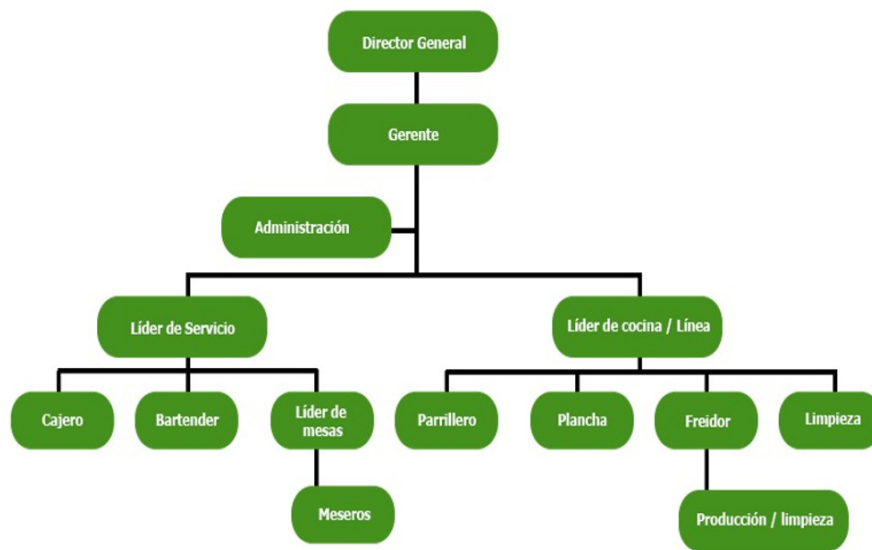 Director General
Gerente
Administración
Líder de Servicio
Líder de cocina / Línea
Cajero
Bartender
Líder de
mesas
Parrillero
Plancha
Freidor
Limpieza
Meseros
Producción / limpieza